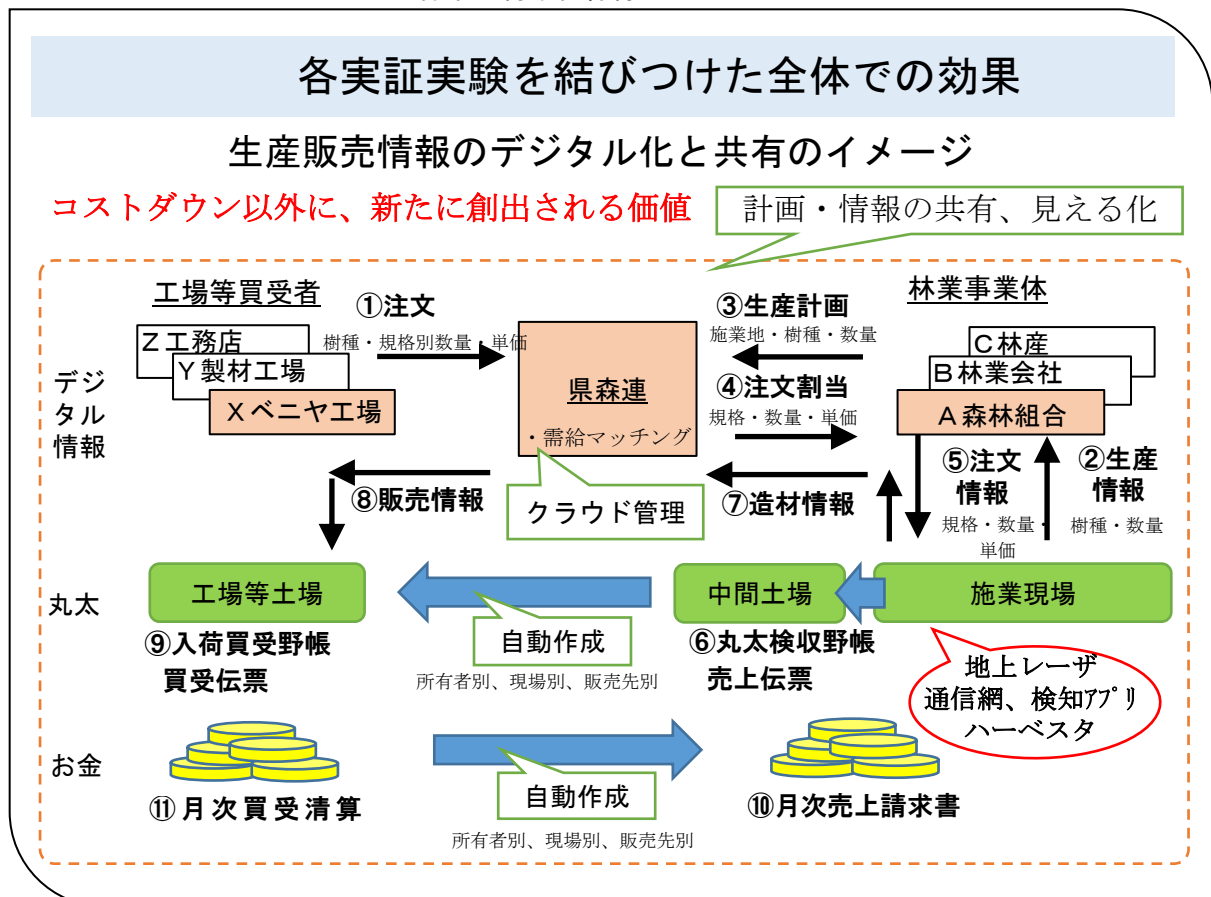 各実証実験を結びつけた全体での効果
生産販売情報のデジタル化と共有のイメージ
コストダウン以外に、新たに創出される価値
計画・情報の共有、見える化
工場等買受者
①注文
樹種・規格別数量・単価
③生産計画
施業地・樹種・数量
林業事業体
Z工務店
Y製材工場
Xベニヤ工場
デジ
タル
情報
県森連
・需給マッチング
④注文割当
規格・数量・単価
C林産
B林業会社
A森林組合
⑧販売情報
クラウド管理
⑦造材情報
⑤注文
情報
規格・数量・
単価
②生産
情報
樹種・数量
丸太
工場等土場
中間土場
施業現場
⑨入荷買受野帳
買受伝票
自動作成
所有者別、現場別、販売先別
⑥丸太検収野帳
売上伝票
地上レーザ
通信網、検知ｱﾌﾟﾘ
ハーベスタ
お金
⑪月次買受清算
自動作成
所有者別、現場別、販売先別
⑩月次売上請求書